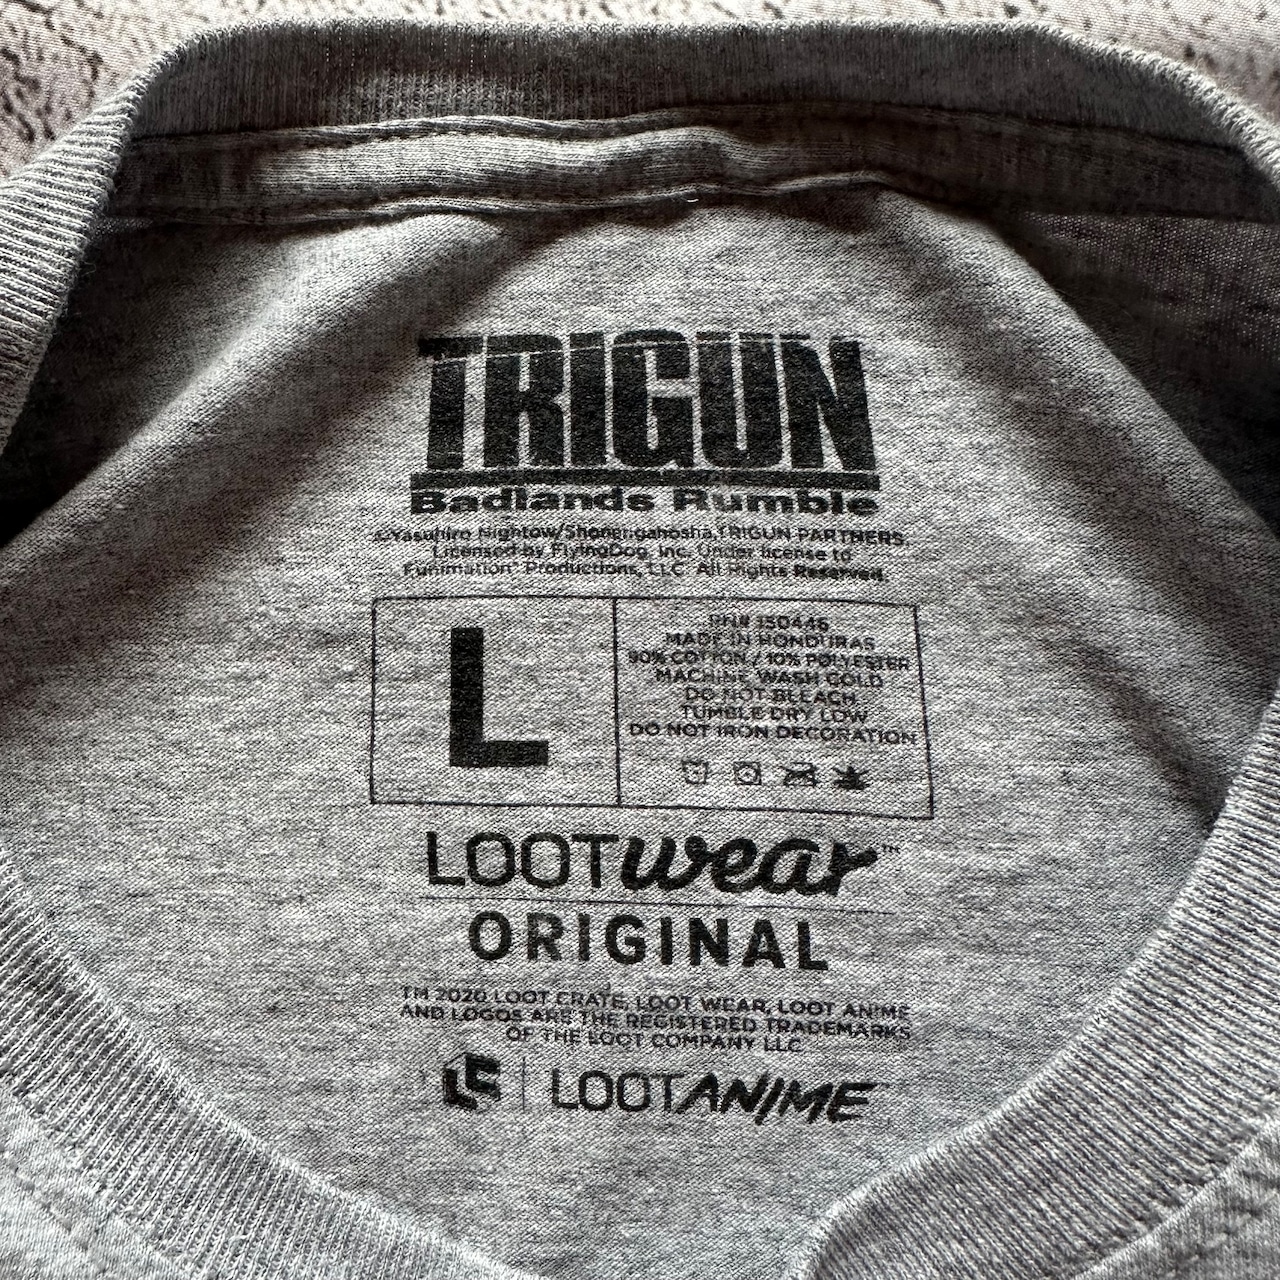 TRIGUN
Badlands Rumble
©Yasuhiro Nightow/Shonengahosha,TRIGUN PARTNERS.
Licensed by FlyingDog, Inc. Under license to
Funimation® Productions, LLC. All Rights Reserved.
L
RN# 150446
MADE IN HONDURAS
90% COTTON / 10% POLYESTER
MACHINE WASH COLD
DO NOT BLEACH
TUMBLE DRY LOW
DO NOT IRON DECORATION
LOOTwear™
ORIGINAL
TM 2020 LOOT CRATE, LOOT WEAR, LOOT ANIME
AND LOGOS ARE THE REGISTERED TRADEMARKS
OF THE LOOT COMPANY LLC
LC | LOOTANIME